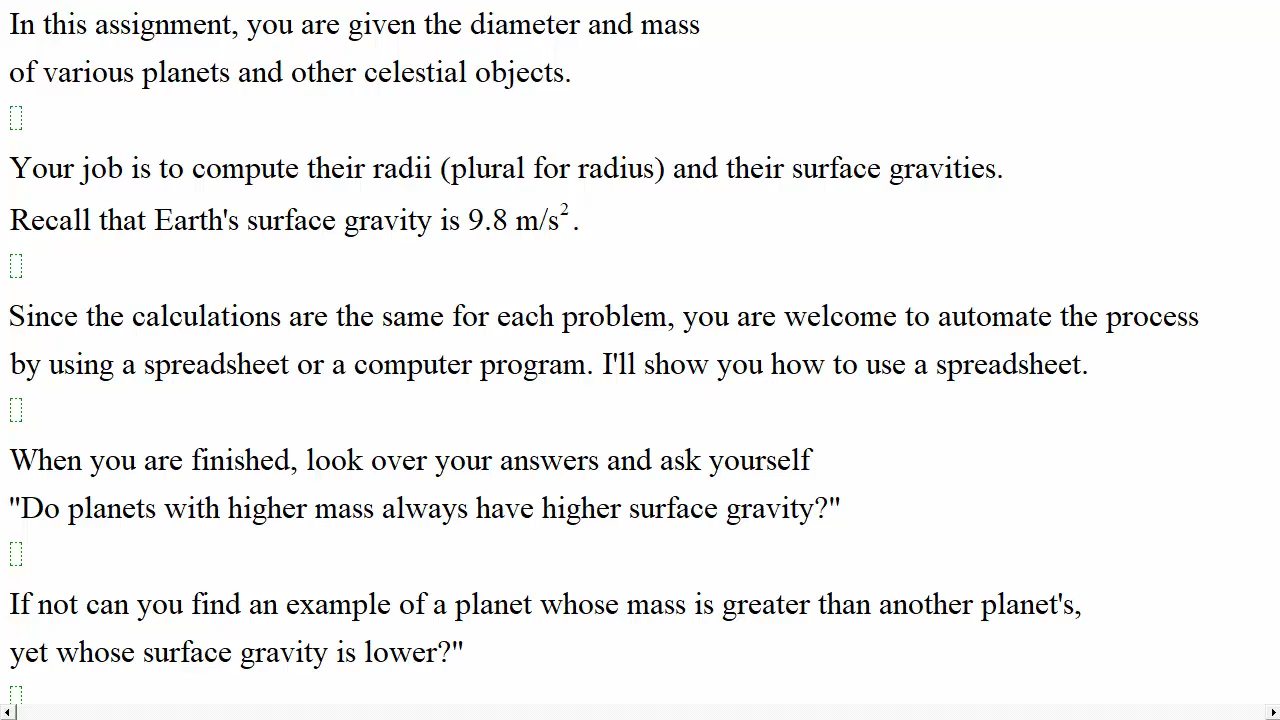 In this assignment, you are given the diameter and mass
of various planets and other celestial objects.
Your job is to compute their radii (plural for radius) and their surface gravities.
Recall that Earth's surface gravity is 9.8 m/s².
Since the calculations are the same for each problem, you are welcome to automate the process
by using a spreadsheet or a computer program. I'll show you how to use a spreadsheet.
When you are finished, look over your answers and ask yourself
"Do planets with higher mass always have higher surface gravity?"
If not can you find an example of a planet whose mass is greater than another planet's,
yet whose surface gravity is lower?"